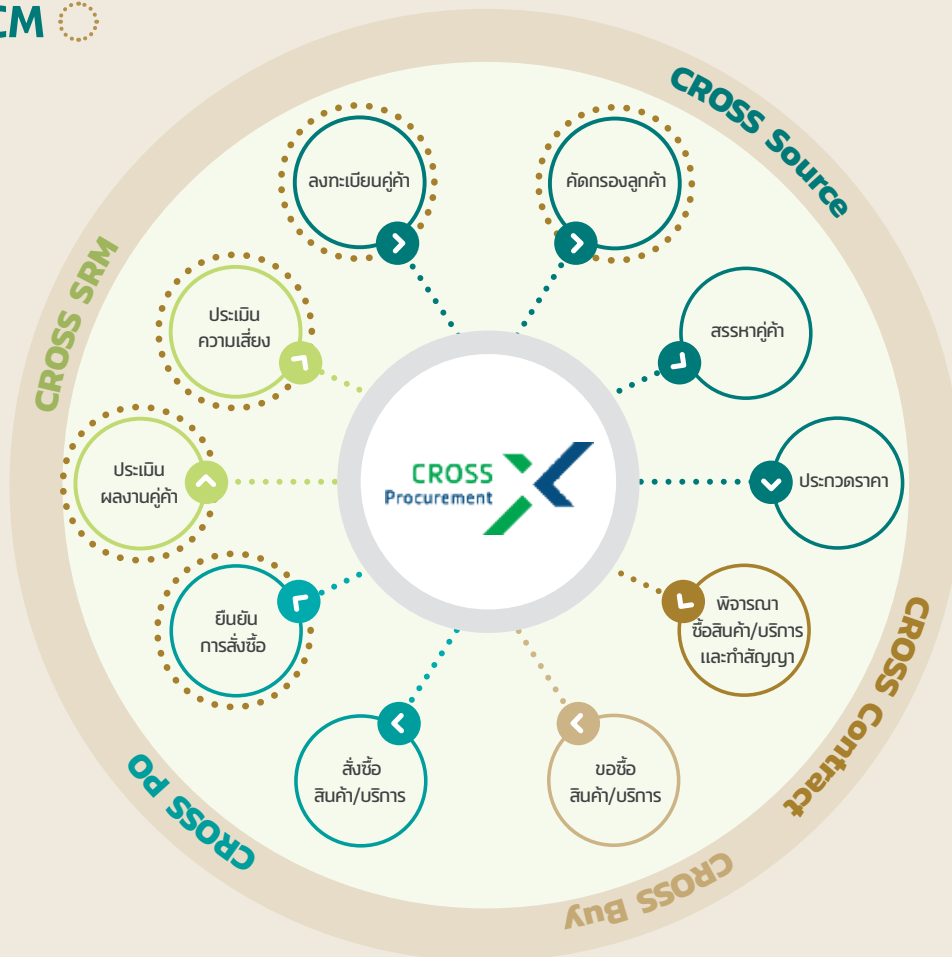 CM
CROSS Source
ลงทะเบียนคู่ค้า
คัดกรองลูกค้า
สรรหาคู่ค้า
ประกวดราคา
CROSS Contract
พิจารณา
ซื้อสินค้า/บริการ
และทำสัญญา
CROSS Buy
ขอซื้อ
สินค้า/บริการ
CROSS PO
สั่งซื้อ
สินค้า/บริการ
ยืนยัน
การสั่งซื้อ
CROSS SRM
ประเมิน
ผลงานคู่ค้า
ประเมิน
ความเสี่ยง
CROSS
Procurement